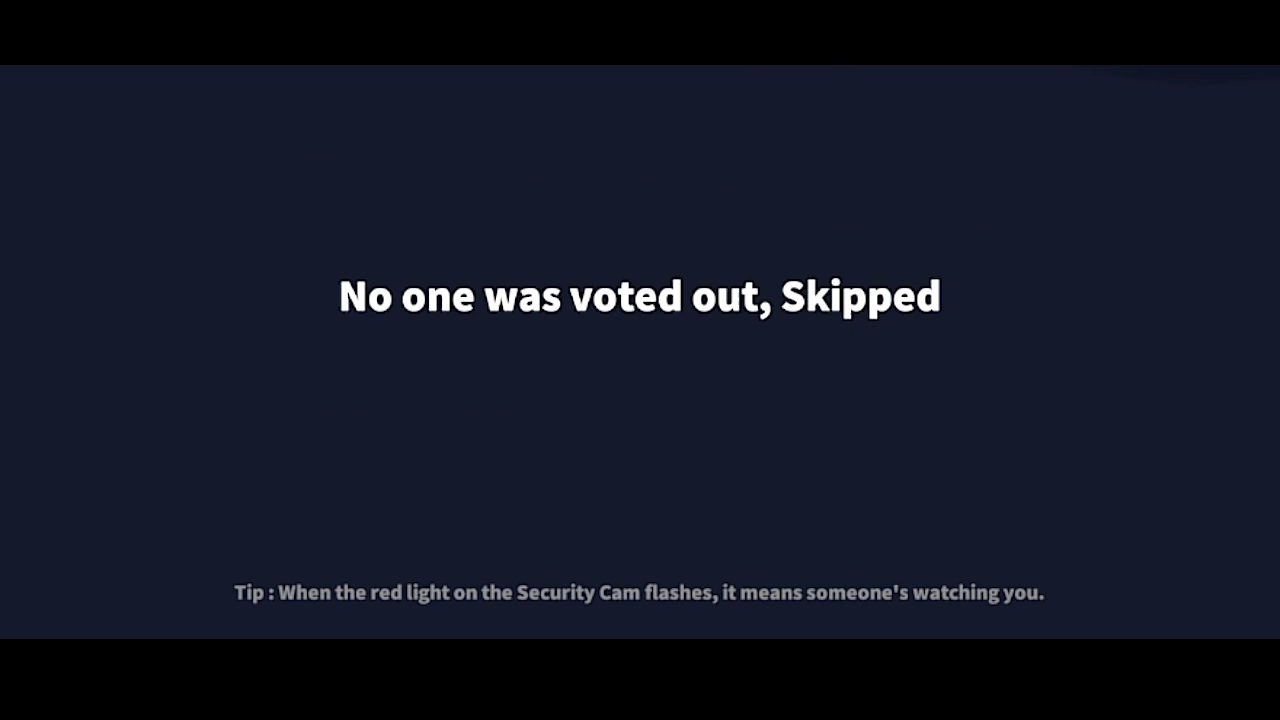 No one was voted out, Skipped
Tip : When the red light on the Security Cam flashes, it means someone's watching you.